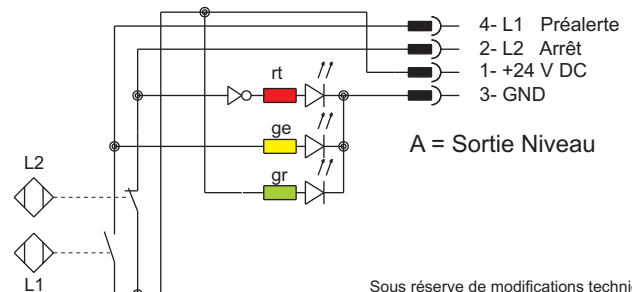 4- L1 Préalerte
2- L2 Arrêt
1- +24 V DC
3- GND
rt
ge
gr
A = Sortie Niveau
L2
L1
Sous réserve de modifications